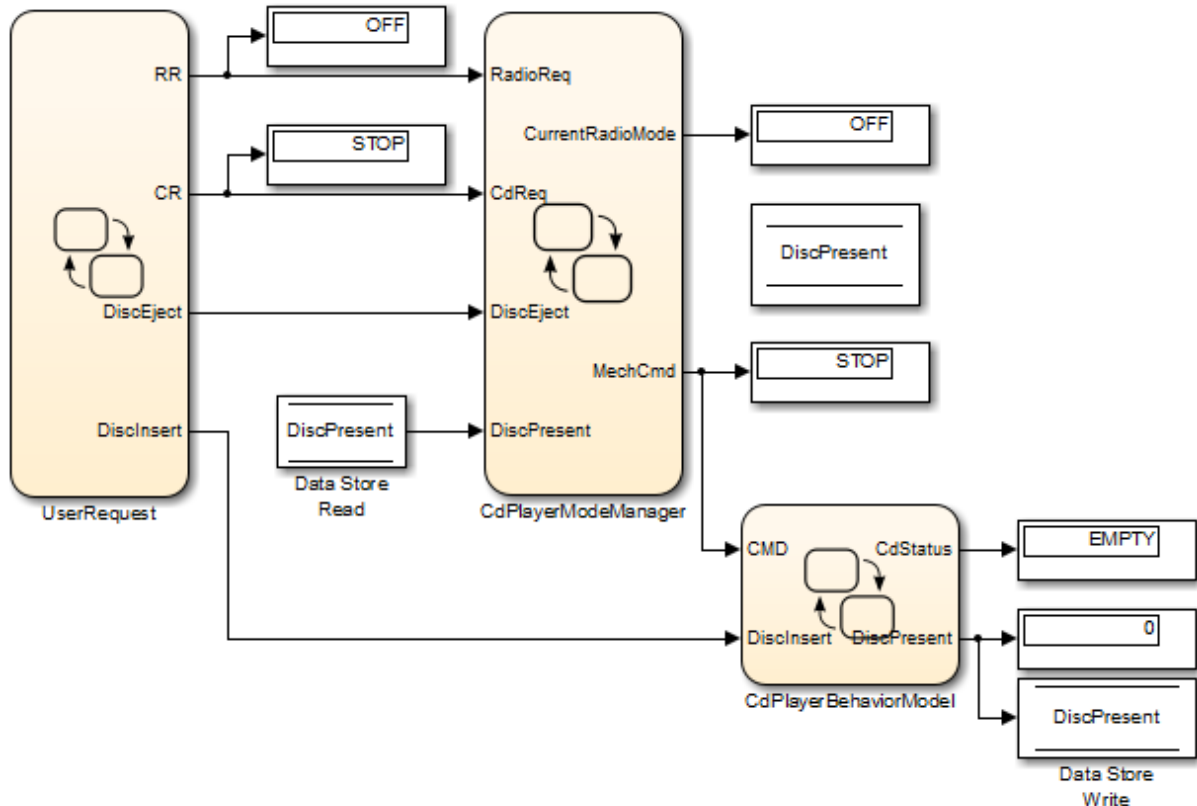 OFF
RR
RadioReq
CurrentRadioMode
OFF
STOP
CR
CdReq
DiscPresent
DiscEject
DiscEject
MechCmd
STOP
DiscInsert
DiscPresent
DiscPresent
Data Store
Read
UserRequest
CdPlayerModeManager
CMD
CdStatus
EMPTY
DiscInsert
DiscPresent
0
CdPlayerBehaviorModel
DiscPresent
Data Store
Write